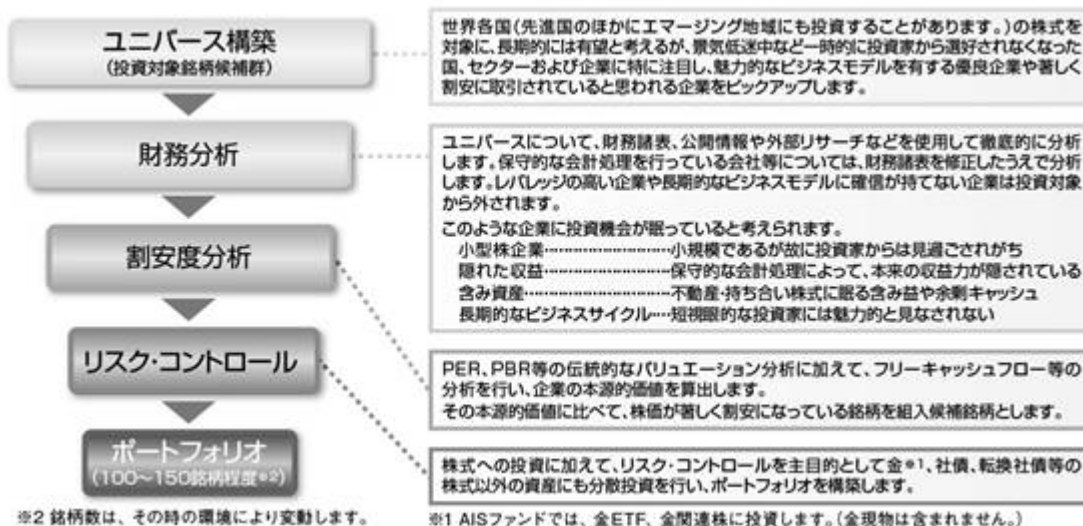 ユニバース構築
(投資対象銘柄候補群)
世界各国(先進国のほかにエマージング地域にも投資することがあります。)の株式を
対象に、長期的には有望と考えるが、景気低迷中など一時的に投資家から選好されなくなった
国、セクターおよび企業に特に注目し、魅力的なビジネスモデルを有する優良企業や著しく
割安に取引されていると思われる企業をピックアップします。
財務分析
ユニバースについて、財務諸表、公開情報や外部リサーチなどを使用して徹底的に分析
します。保守的な会計処理を行っている会社等については、財務諸表を修正したうえで分析
します。レバレッジの高い企業や長期的なビジネスモデルに確信が持てない企業は投資対象
から外されます。
このような企業に投資機会が眠っていると考えられます。
小型株企業…………………………小規模であるが故に投資家からは見過ごされがち
隠れた収益…………………………保守的な会計処理によって、本来の収益力が隠されている
含み資産……………………………不動産・持ち合い株式に眠る含み益や余剰キャッシュ
長期的なビジネスサイクル…短視眼的な投資家には魅力的と見なされない
割安度分析
PER、PBR等の伝統的なバリュエーション分析に加えて、フリーキャッシュフロー等の
分析を行い、企業の本源的価値を算出します。
その本源的価値に比べて、株価が著しく割安になっている銘柄を組入候補銘柄とします。
リスク・コントロール
株式への投資に加えて、リスク・コントロールを主目的として金※1、社債、転換社債等の
株式以外の資産にも分散投資を行い、ポートフォリオを構築します。
ポートフォリオ
(100〜150銘柄程度※2)
※2 銘柄数は、その時の環境により変動します。
※1 AISファンドでは、金ETF、金関連株に投資します。(金現物は含まれません。)